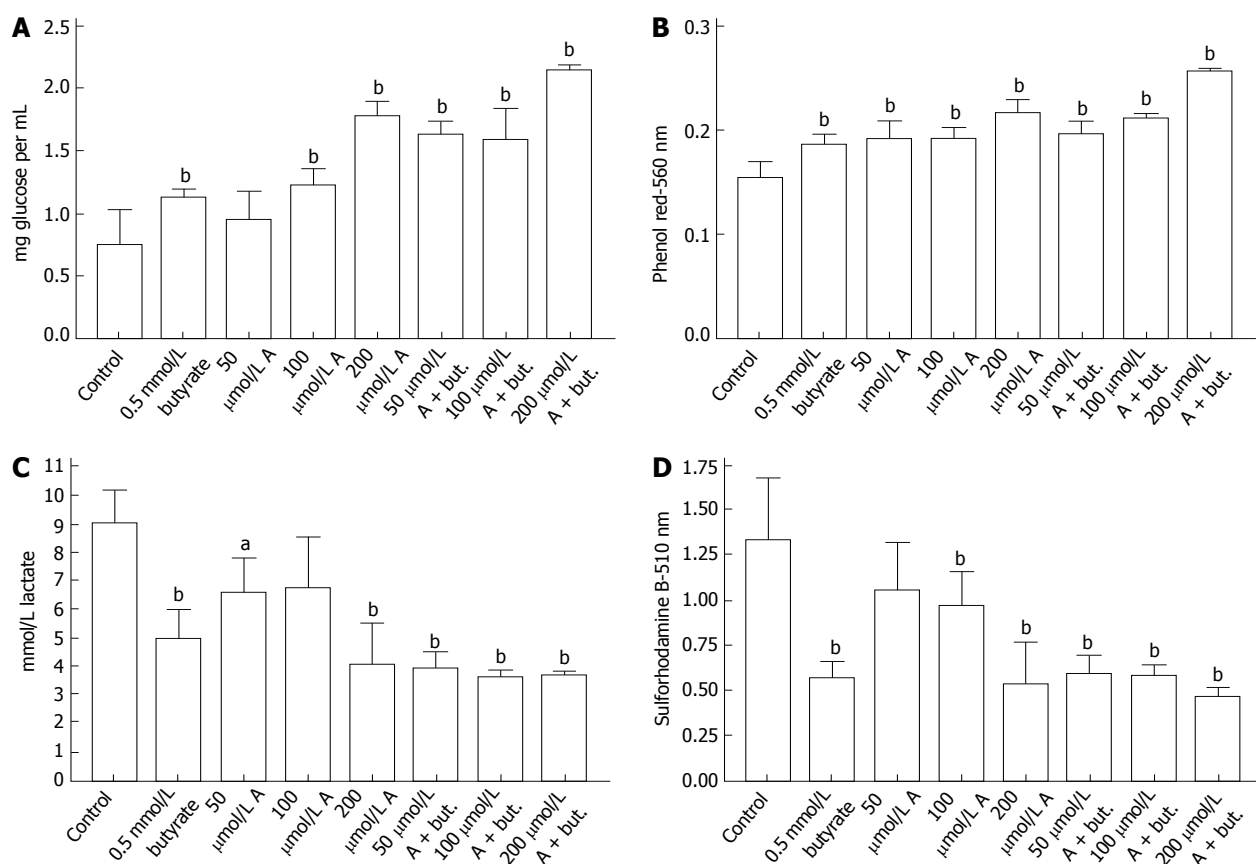 A
mg glucose per mL
2.5
2.0
1.5
1.0
0.5
0.0
b
b
b
b
b
b
Control
0.5 mmol/L
butyrate
50
μmol/L A
100
μmol/L A
200
μmol/L A
50 μmol/L
A + but.
100 μmol/L
A + but.
200 μmol/L
A + but.
B
Phenol red-560 nm
0.3
0.2
0.1
0.0
b
b
b
b
b
b
b
Control
0.5 mmol/L
butyrate
50
μmol/L A
100
μmol/L A
200
μmol/L A
50 μmol/L
A + but.
100 μmol/L
A + but.
200 μmol/L
A + but.
C
mmol/L lactate
11
10
9
8
7
6
5
4
3
2
1
0
b
a
b
b
b
b
Control
0.5 mmol/L
butyrate
50
μmol/L A
100
μmol/L A
200
μmol/L A
50 μmol/L
A + but.
100 μmol/L
A + but.
200 μmol/L
A + but.
D
Sulforhodamine B-510 nm
1.75
1.50
1.25
1.00
0.75
0.50
0.25
0.00
b
b
b
b
b
b
Control
0.5 mmol/L
butyrate
50
μmol/L A
100
μmol/L A
200
μmol/L A
50 μmol/L
A + but.
100 μmol/L
A + but.
200 μmol/L
A + but.